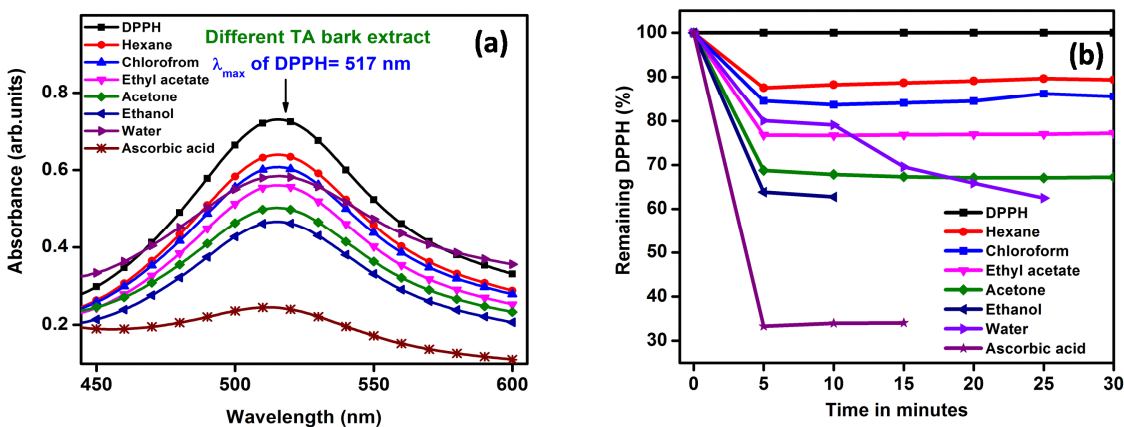 (a)
DPPH
Hexane
Chlorofrom
Ethyl acetate
Acetone
Ethanol
Water
Ascorbic acid
Different TA bark extract
λmax of DPPH= 517 nm
0.8
0.6
0.4
0.2
Absorbance (arb.units)
450
500
550
600
Wavelength (nm)
(b)
100
90
80
70
60
50
40
30
Remaining DPPH (%)
DPPH
Hexane
Chloroform
Ethyl acetate
Acetone
Ethanol
Water
Ascorbic acid
0
5
10
15
20
25
30
Time in minutes